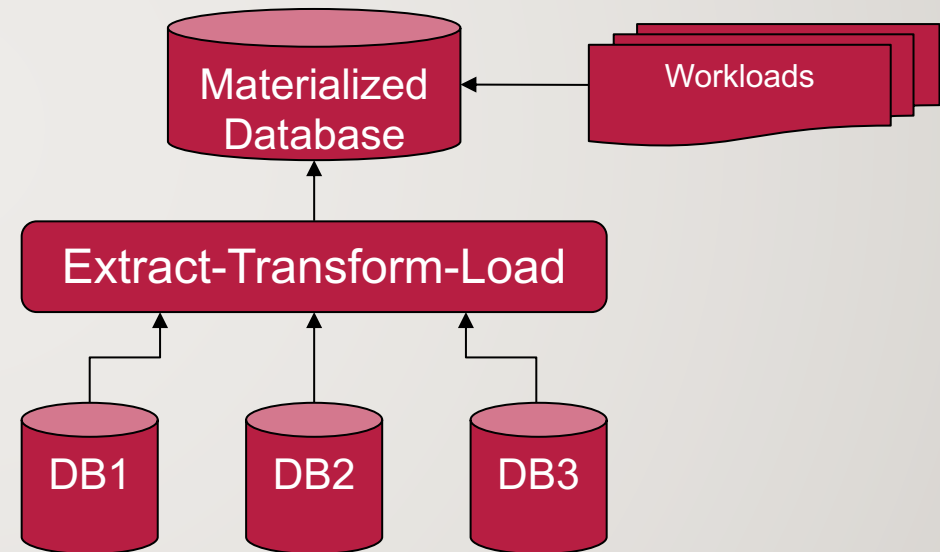 Materialized
Database
Workloads
Extract-Transform-Load
DB1
DB2
DB3